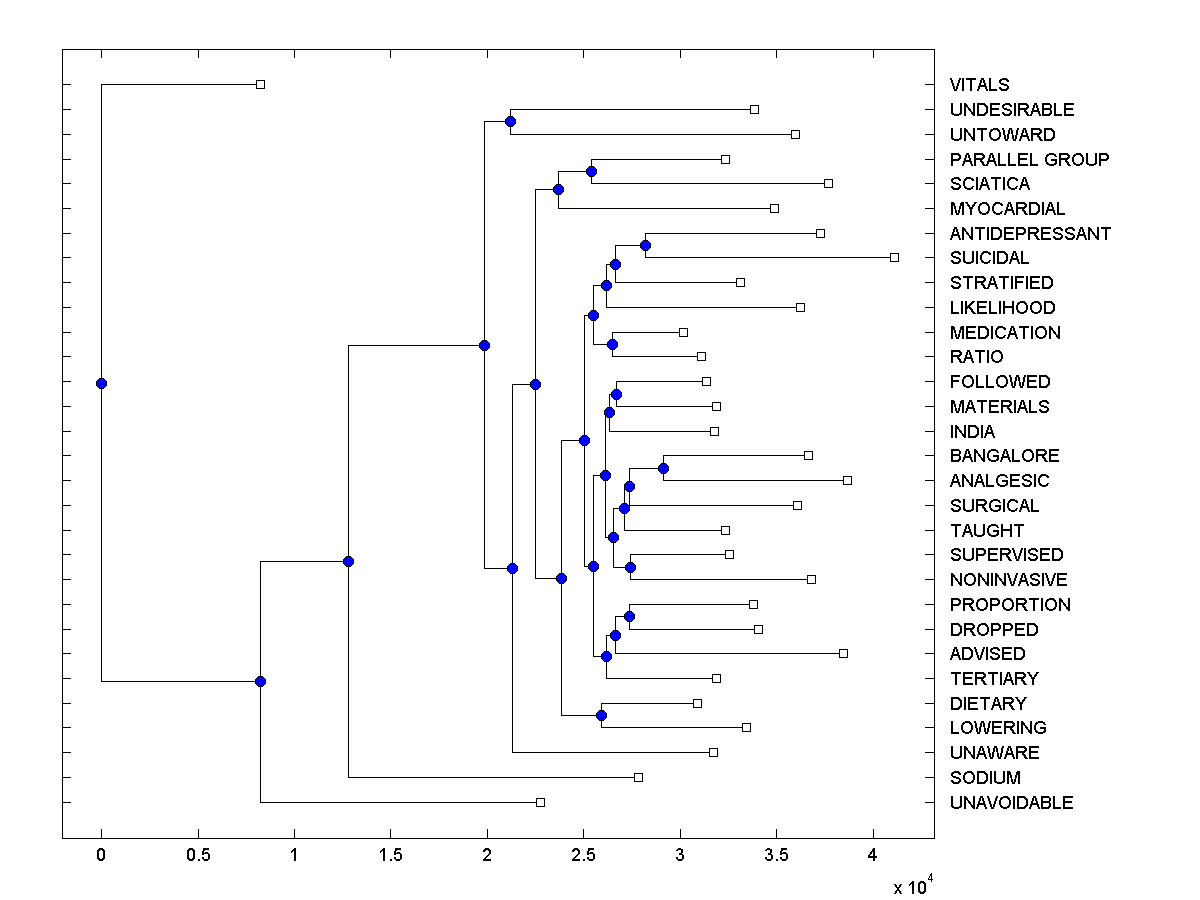 VITALS
UNDESIRABLE
UNTOWARD
PARALLEL GROUP
SCIATICA
MYOCARDIAL
ANTIDEPRESSANT
SUICIDAL
STRATIFIED
LIKELIHOOD
MEDICATION
RATIO
FOLLOWED
MATERIALS
INDIA
BANGALORE
ANALGESIC
SURGICAL
TAUGHT
SUPERVISED
NONINVASIVE
PROPORTION
DROPPED
ADVISED
TERTIARY
DIETARY
LOWERING
UNAWARE
SODIUM
UNAVOIDABLE
0 0.5 1 1.5 2 2.5 3 3.5 4
x 10^4